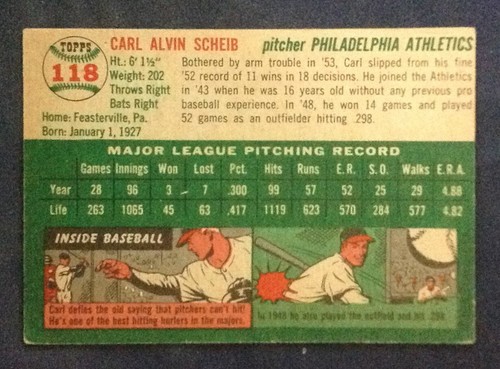 TOPPS
118
CARL ALVIN SCHEIB pitcher PHILADELPHIA ATHLETICS
Ht.: 6' 1½"
Weight: 202
Throws Right
Bats Right
Home: Feasterville, Pa.
Born: January 1, 1927
Bothered by arm trouble in '53, Carl slipped from his fine
'52 record of 11 wins in 18 decisions. He joined the Athletics
in '43 when he was 16 years old without any previous pro
baseball experience. In '48, he won 14 games and played
52 games as an outfielder hitting .298.
MAJOR LEAGUE PITCHING RECORD
Games Innings Won Lost Pct. Hits Runs E.R. S.O. Walks E.R.A.
Year 28 96 3 7 .300 99 57 52 25 29 4.88
Life 263 1065 45 63 .417 1119 623 570 284 577 4.82
INSIDE BASEBALL
Carl defies the old saying that pitchers can't hit!
He's one of the best hitting hurlers in the majors.
In 1948 he also played the outfield and hit .298.